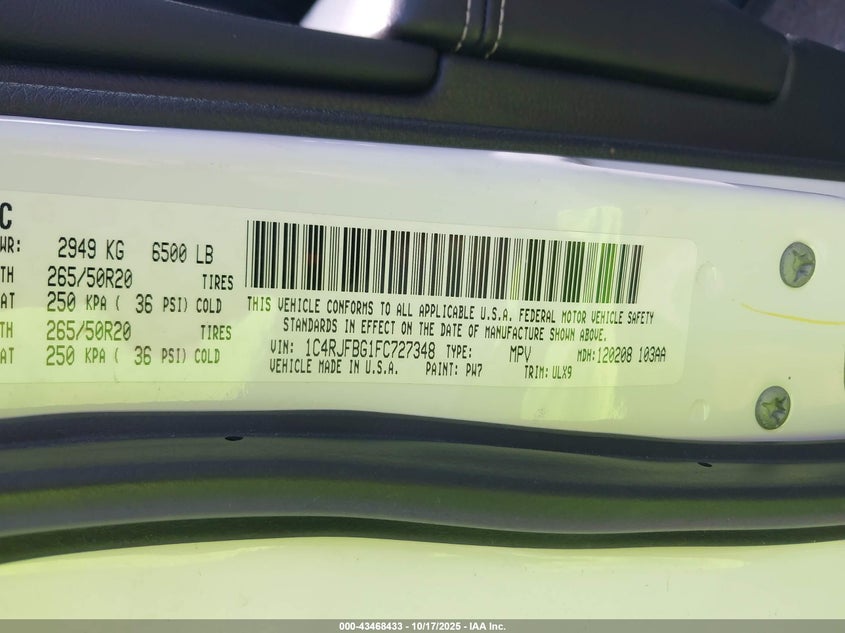 C
WR: 2949 KG 6500 LB
TH 265/50R20 TIRES
AT 250 KPA ( 36 PSI) COLD
TH 265/50R20 TIRES
AT 250 KPA ( 36 PSI) COLD
THIS VEHICLE CONFORMS TO ALL APPLICABLE U.S.A. FEDERAL MOTOR VEHICLE SAFETY
STANDARDS IN EFFECT ON THE DATE OF MANUFACTURE SHOWN ABOVE.
VIN: 1C4RJFBG1FC727348 TYPE: MPV MDH: 120208 103AA
VEHICLE MADE IN U.S.A. PAINT: PW7 TRIM: ULX9
000-43468433 - 10/17/2025 - IAA Inc.